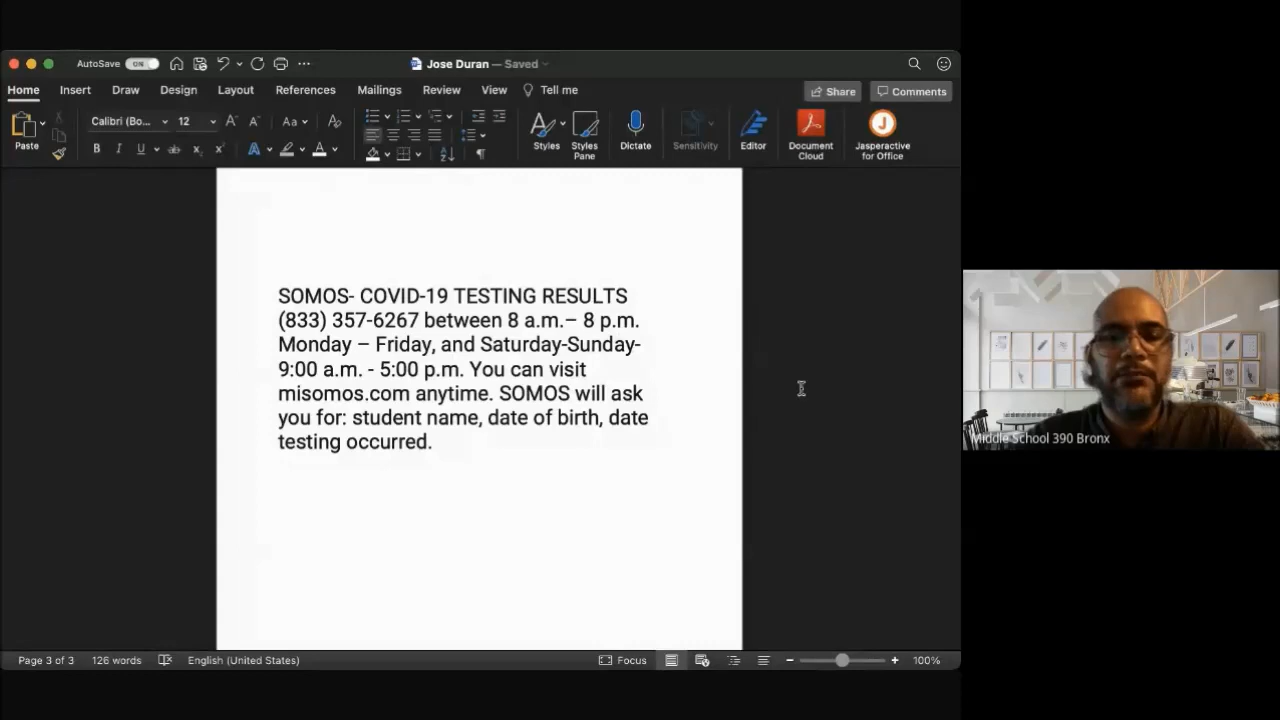 AutoSave ON Jose Duran — Saved
Home Insert Draw Design Layout References Mailings Review View Tell me Share Comments
Calibri (Bo... 12 A A Aa A
Paste B I U ab x₂ x² A A Styles Styles Pane Dictate Sensitivity Editor Document Cloud Jasperactive for Office
SOMOS- COVID-19 TESTING RESULTS
(833) 357-6267 between 8 a.m.– 8 p.m.
Monday – Friday, and Saturday-Sunday-
9:00 a.m. - 5:00 p.m. You can visit
misomos.com anytime. SOMOS will ask
you for: student name, date of birth, date
testing occurred.
Middle School 390 Bronx
Page 3 of 3 126 words English (United States) Focus 100%